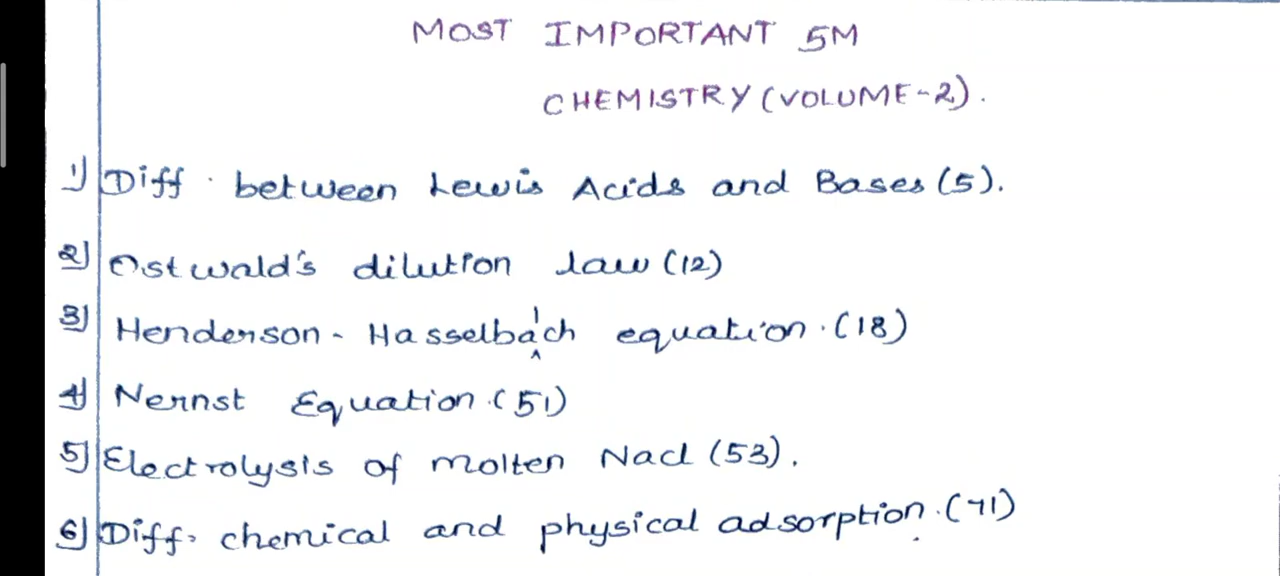 MOST IMPORTANT 5M
CHEMISTRY (VOLUME-2).
1) Diff. between Lewis Acids and Bases (5).
2) Ostwald's dilution law (12)
3) Henderson - Hasselbalch equation. (18)
4) Nernst Equation. (51)
5) Electrolysis of molten Nacl (53).
6) Diff. chemical and physical adsorption. (71)